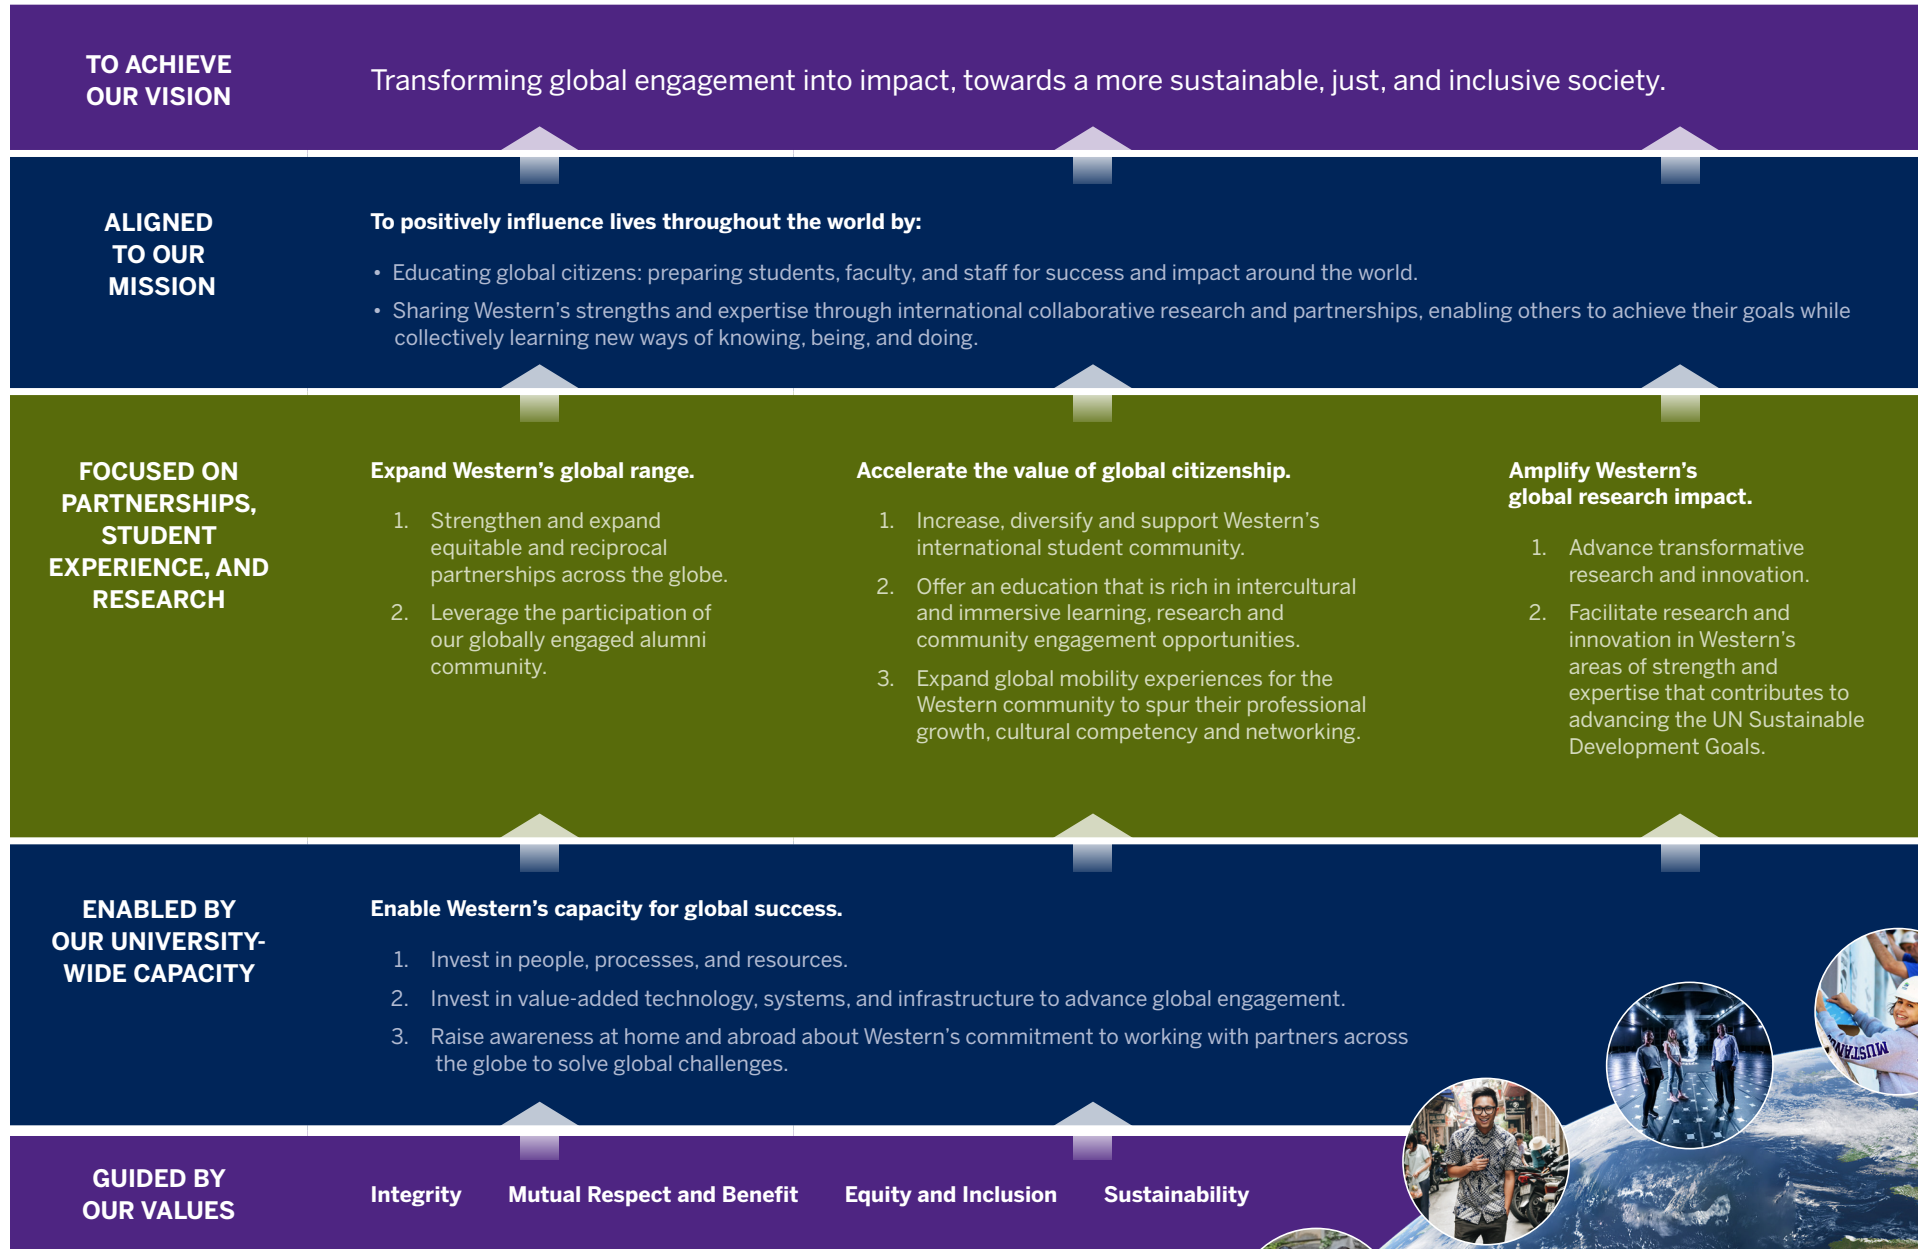 TO ACHIEVE
OUR VISION
Transforming global engagement into impact, towards a more sustainable, just, and inclusive society.
ALIGNED
TO OUR
MISSION
To positively influence lives throughout the world by:
• Educating global citizens: preparing students, faculty, and staff for success and impact around the world.
• Sharing Western’s strengths and expertise through international collaborative research and partnerships, enabling others to achieve their goals while
collectively learning new ways of knowing, being, and doing.
FOCUSED ON
PARTNERSHIPS,
STUDENT
EXPERIENCE, AND
RESEARCH
Expand Western’s global range.
1. Strengthen and expand
equitable and reciprocal
partnerships across the globe.
2. Leverage the participation of
our globally engaged alumni
community.
Accelerate the value of global citizenship.
1. Increase, diversify and support Western’s
international student community.
2. Offer an education that is rich in intercultural
and immersive learning, research and
community engagement opportunities.
3. Expand global mobility experiences for the
Western community to spur their professional
growth, cultural competency and networking.
Amplify Western’s
global research impact.
1. Advance transformative
research and innovation.
2. Facilitate research and
innovation in Western’s
areas of strength and
expertise that contributes to
advancing the UN Sustainable
Development Goals.
ENABLED BY
OUR UNIVERSITY-
WIDE CAPACITY
Enable Western’s capacity for global success.
1. Invest in people, processes, and resources.
2. Invest in value-added technology, systems, and infrastructure to advance global engagement.
3. Raise awareness at home and abroad about Western’s commitment to working with partners across
the globe to solve global challenges.
GUIDED BY
OUR VALUES
Integrity Mutual Respect and Benefit Equity and Inclusion Sustainability